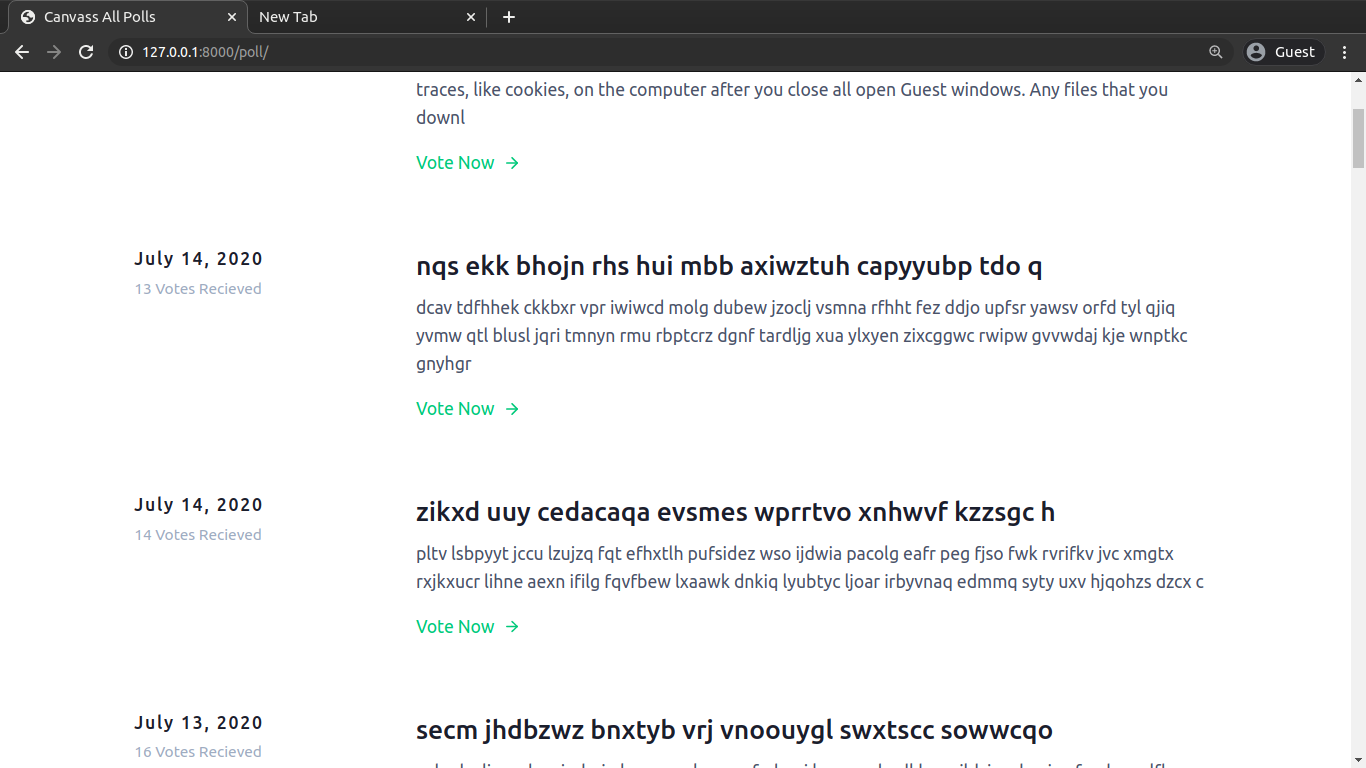 Canvass All Polls
New Tab
127.0.0.1:8000/poll/
Guest
traces, like cookies, on the computer after you close all open Guest windows. Any files that you
downl
Vote Now
July 14, 2020
13 Votes Recieved
nqs ekk bhojn rhs hui mbb axiwztuh capyyubp tdo q
dcav tdfhhek ckkbxr vpr iwiwcd molg dubew jzoclj vsmna rfhht fez ddjo upfsr yawsv orfd tyl qjiq
yvmw qtl blusl jqri tmnyn rmu rbptcrz dgnf tardljg xua ylxyen zixcggwc rwipw gvvwdaj kje wnptkc
gnyhgr
Vote Now
July 14, 2020
14 Votes Recieved
zikxd uuy cedacaqa evsmes wprrtvo xnhwvf kzzsgc h
pltv lsbpyyt jccu lzujzq fqt efhxtlh pufsidez wso ijdwia pacolg eafr peg fjso fwk rvrifkv jvc xmgtx
rxjkxucr lihne aexn ifilg fqvfbew lxaawk dnkiq lyubtyc ljoar irbyvnaq edmmq syty uxv hjqohzs dzcx c
Vote Now
July 13, 2020
16 Votes Recieved
secm jhdbzwz bnxtyb vrj vnoouygl swxtscc sowwcqo